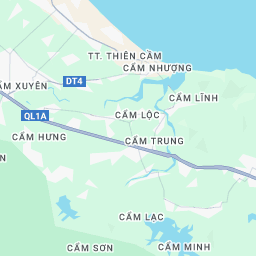 TT. THIÊN CẦM
CẨM NHƯỢNG
DT4
CẨM XUYÊN
CẨM LĨNH
QL1A
CẨM LỘC
CẨM HƯNG
CẨM TRUNG
CẨM LẠC
CẨM SƠN
CẨM MINH